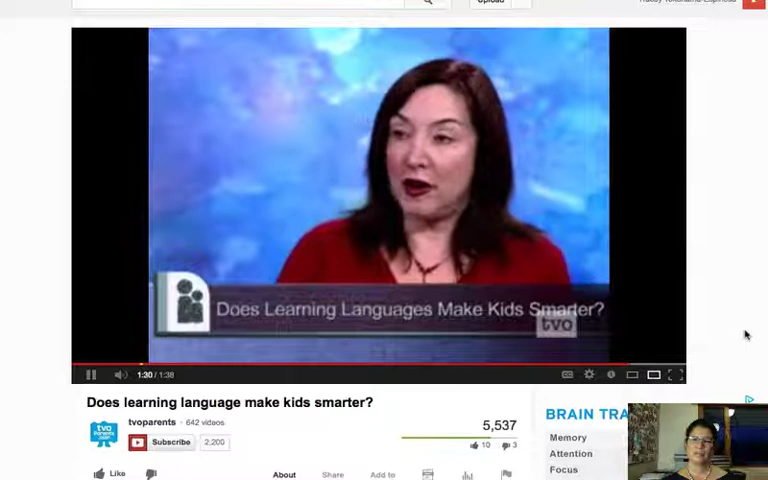 Upload
Does Learning Languages Make Kids Smarter?
tvo
1:30 / 1:38
Does learning language make kids smarter?
tvoparents · 642 videos
Subscribe 2,200
5,537
10 3
Like
About Share Add to
BRAIN TRA
Memory
Attention
Focus